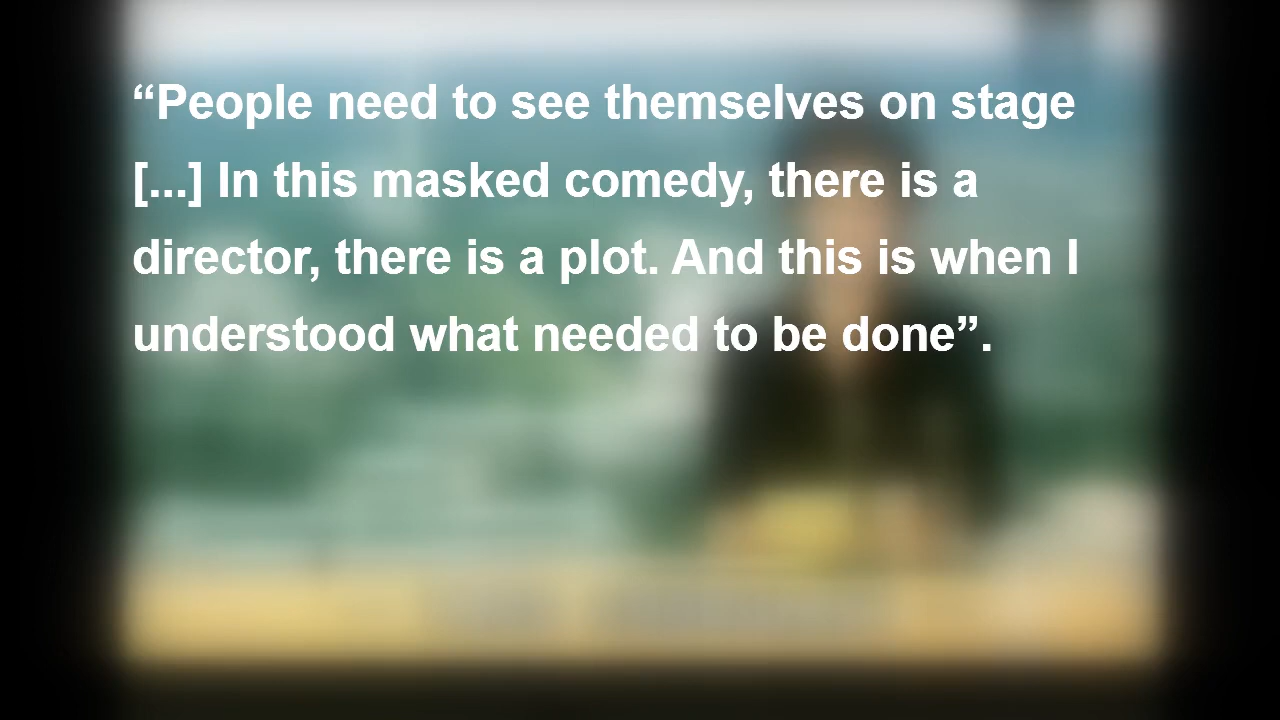 “People need to see themselves on stage
[...] In this masked comedy, there is a
director, there is a plot. And this is when I
understood what needed to be done”.